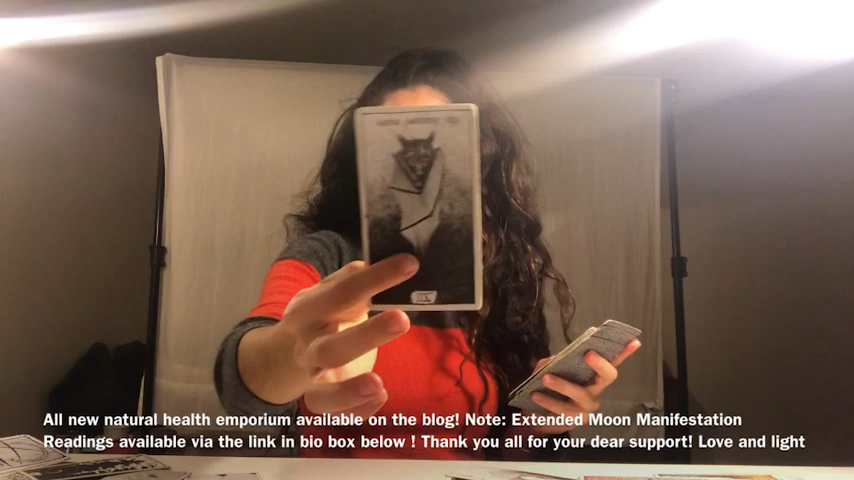 All new natural health emporium available on the blog! Note: Extended Moon Manifestation
Readings available via the link in bio box below ! Thank you all for your dear support! Love and light